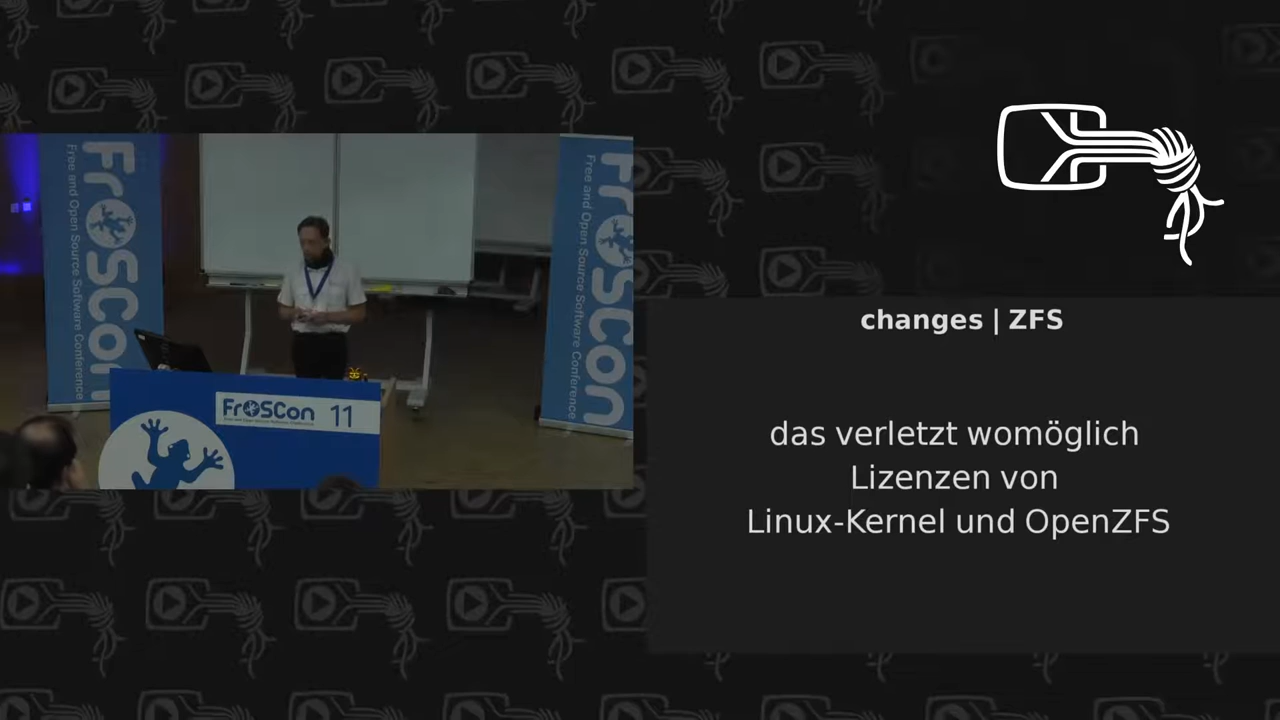 FrOSCon
Free and Open Source Software Conference
FrOSCon
Free and Open Source Software Conference
FrOSCon 11
changes | ZFS
das verletzt womöglich
Lizenzen von
Linux-Kernel und OpenZFS